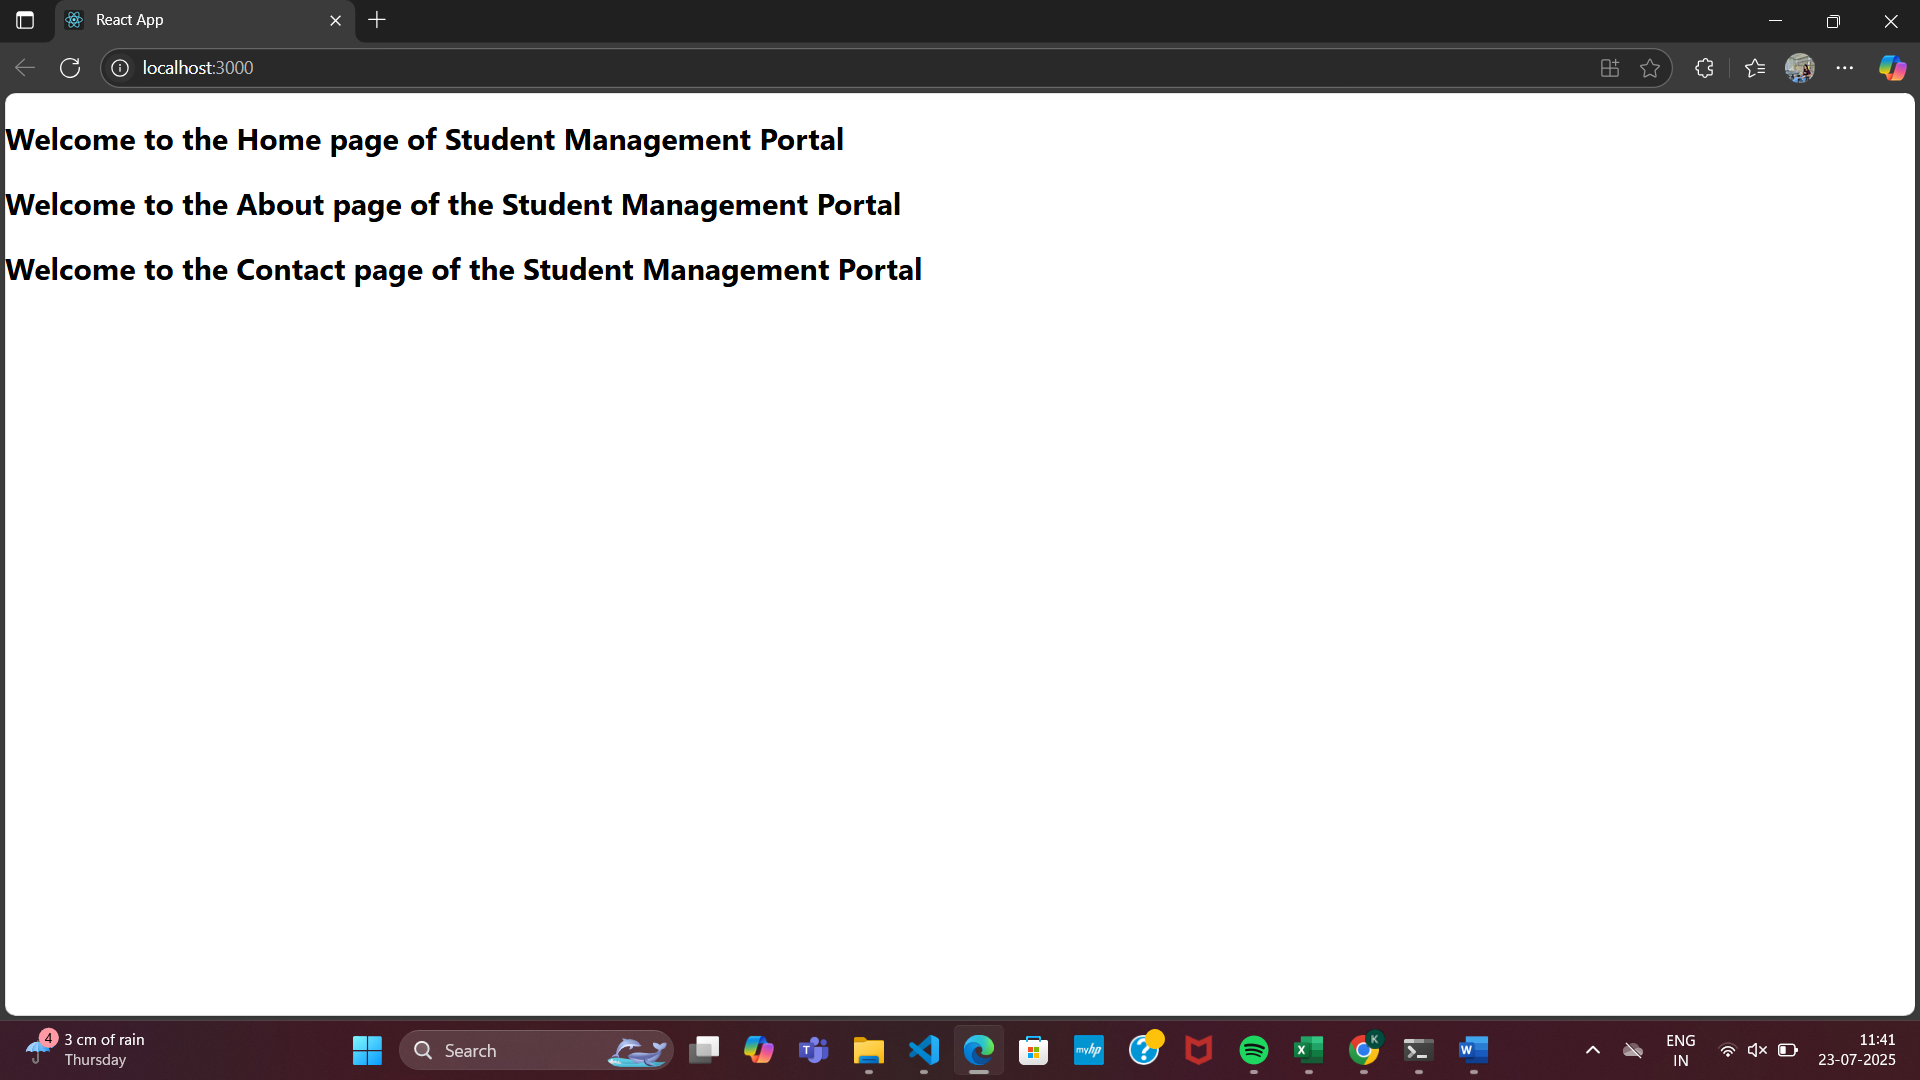 React App
localhost:3000
Welcome to the Home page of Student Management Portal
Welcome to the About page of the Student Management Portal
Welcome to the Contact page of the Student Management Portal
4
3 cm of rain
Thursday
Search
T
myhp
?
X
K
W
ENG
IN
11:41
23-07-2025